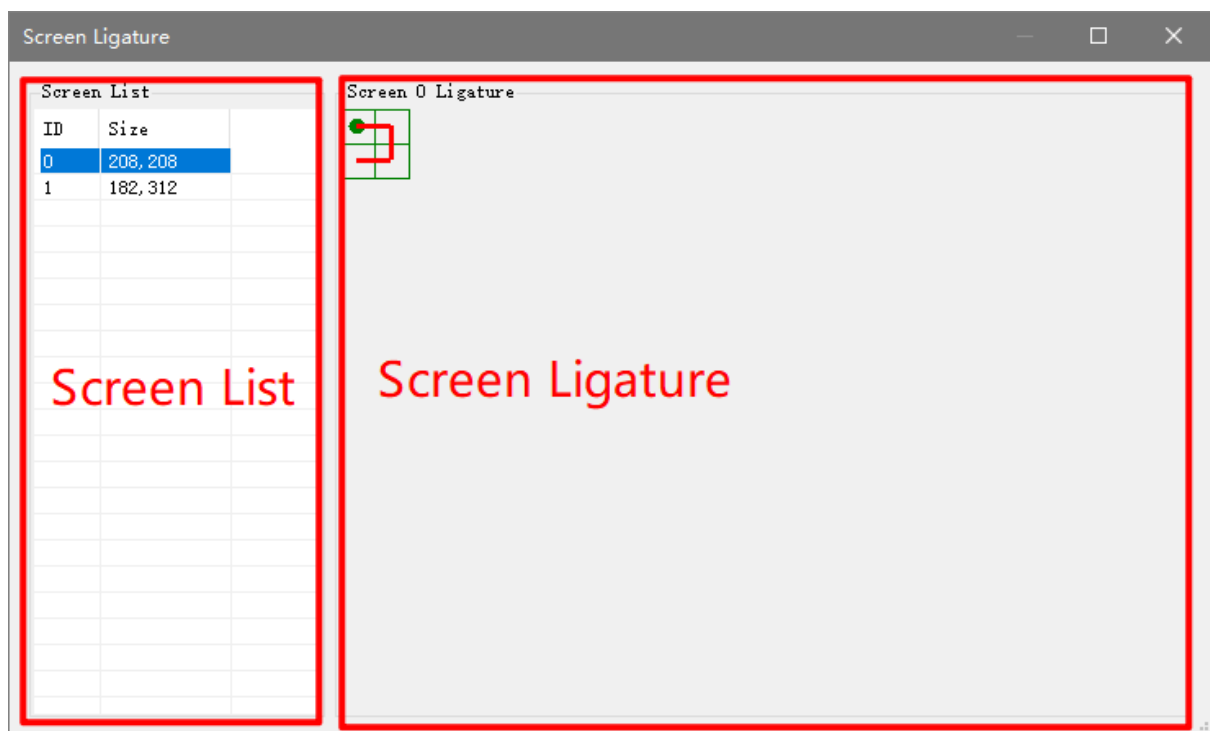 Screen Ligature
Screen List
ID Size
0 208, 208
1 182, 312
Screen List
Screen 0 Ligature
Screen Ligature